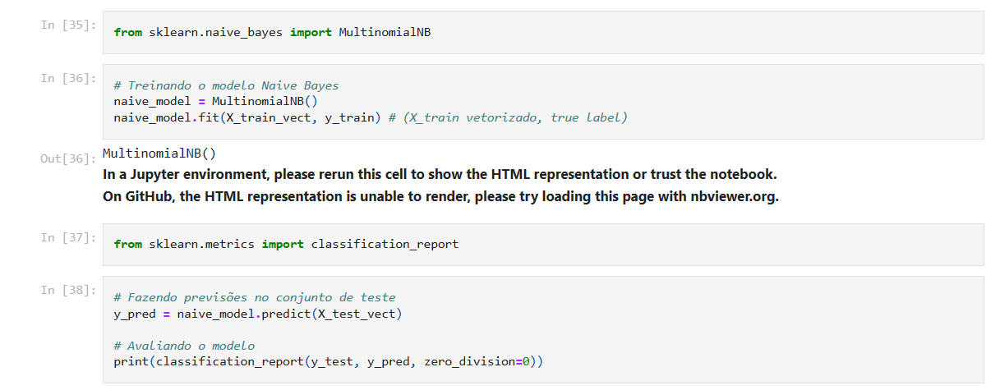 In [35]:
from sklearn.naive_bayes import MultinomialNB
In [36]:
# Treinando o modelo Naive Bayes
naive_model = MultinomialNB()
naive_model.fit(X_train_vect, y_train) # (X_train vetorizado, true label)
Out[36]:
MultinomialNB()
In a Jupyter environment, please rerun this cell to show the HTML representation or trust the notebook.
On GitHub, the HTML representation is unable to render, please try loading this page with nbviewer.org.
In [37]:
from sklearn.metrics import classification_report
In [38]:
# Fazendo previsões no conjunto de teste
y_pred = naive_model.predict(X_test_vect)
# Avaliando o modelo
print(classification_report(y_test, y_pred, zero_division=0))